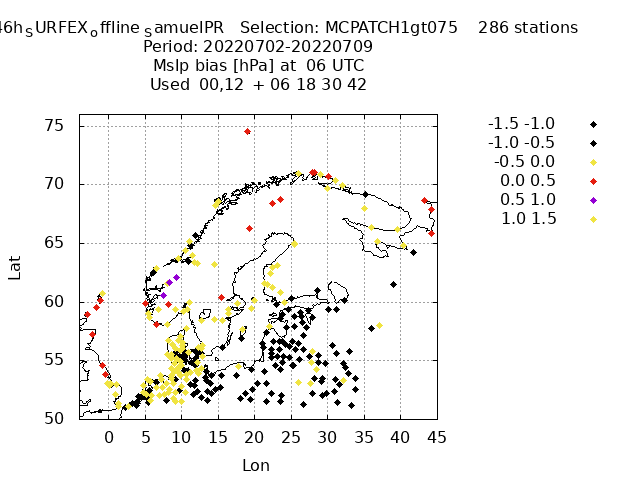 46h SURFEX offline SamuelPR Selection: MCPATCH1gt075 286 stations
Period: 20220702-20220709
Mslp bias [hPa] at 06 UTC
Used 00,12 + 06 18 30 42
75
70
65
60
55
50
Lat
0 5 10 15 20 25 30 35 40 45
Lon
-1.5 -1.0
-1.0 -0.5
-0.5 0.0
0.0 0.5
0.5 1.0
1.0 1.5